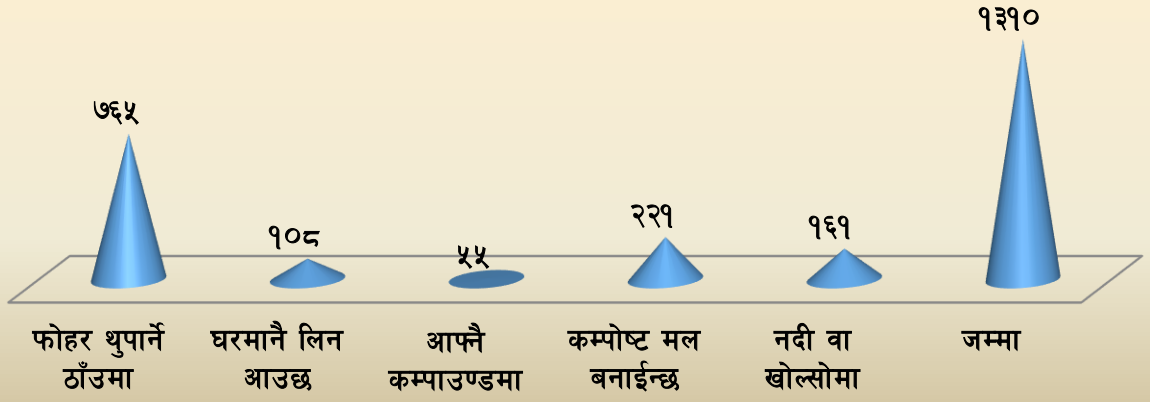 ७६५
१०८
५५
२२१
१६१
१३१०
फोहर थुपार्ने
ठाँउमा
घरमानै लिन
आउछ
आफ्नै
कम्पाउण्डमा
कम्पोष्ट मल
बनाईन्छ
नदी वा
खोल्सोमा
जम्मा